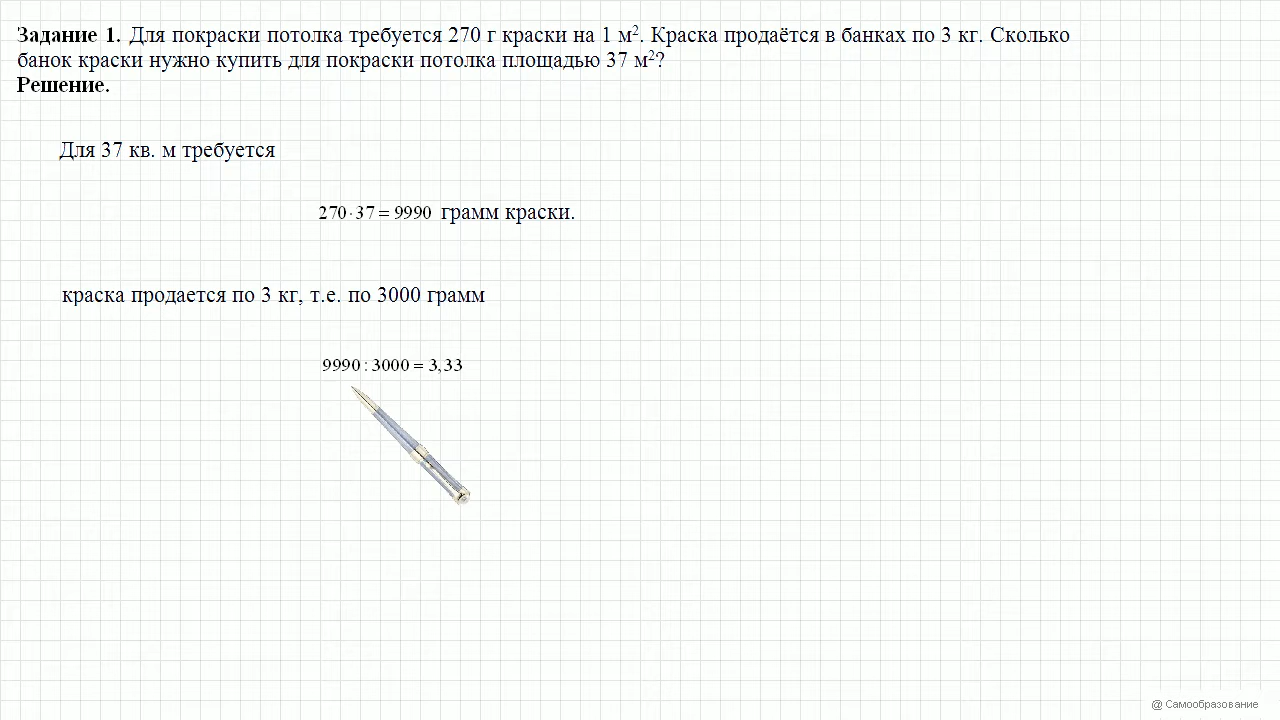 Задание 1. Для покраски потолка требуется 270 г краски на 1 м². Краска продаётся в банках по 3 кг. Сколько
банок краски нужно купить для покраски потолка площадью 37 м²?
Решение.
Для 37 кв. м требуется
270·37 = 9990 грамм краски.
краска продается по 3 кг, т.е. по 3000 грамм
9990 : 3000 = 3,33
@ Самообразование